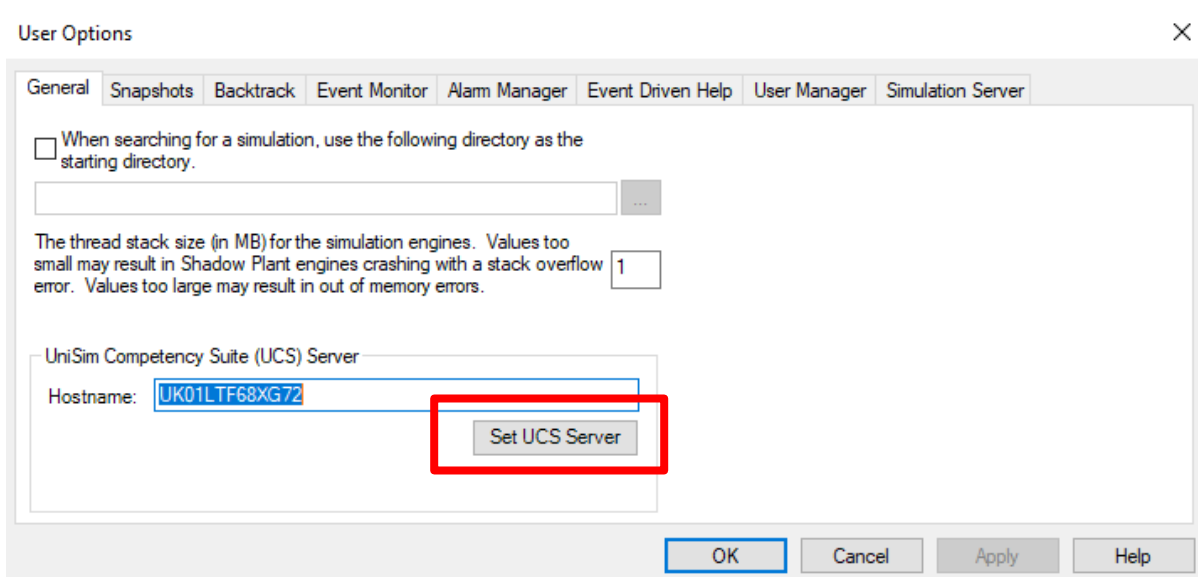 User Options
General Snapshots Backtrack Event Monitor Alarm Manager Event Driven Help User Manager Simulation Server
When searching for a simulation, use the following directory as the
starting directory.
...
The thread stack size (in MB) for the simulation engines. Values too
small may result in Shadow Plant engines crashing with a stack overflow
error. Values too large may result in out of memory errors.
1
UniSim Competency Suite (UCS) Server
Hostname: UK01LTF68XG72
Set UCS Server
OK Cancel Apply Help